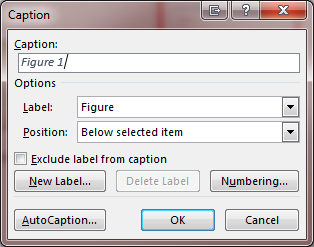 Caption
Caption:
Figure 1
Options
Label: Figure
Position: Below selected item
Exclude label from caption
New Label... Delete Label Numbering...
AutoCaption... OK Cancel